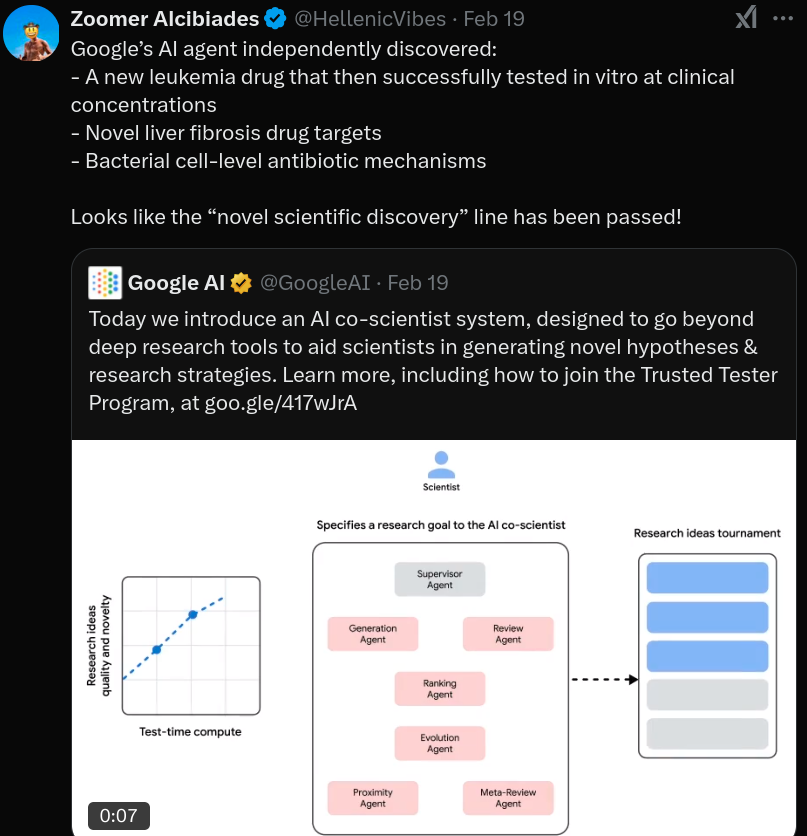 Zoomer Alcibiades @HellenicVibes · Feb 19
Google’s AI agent independently discovered:
- A new leukemia drug that then successfully tested in vitro at clinical
concentrations
- Novel liver fibrosis drug targets
- Bacterial cell-level antibiotic mechanisms
Looks like the “novel scientific discovery” line has been passed!
Google AI @GoogleAI · Feb 19
Today we introduce an AI co-scientist system, designed to go beyond
deep research tools to aid scientists in generating novel hypotheses &
research strategies. Learn more, including how to join the Trusted Tester
Program, at goo.gle/417wJrA
Scientist
Specifies a research goal to the AI co-scientist
Research ideas tournament
Research ideas
quality and novelty
Test-time compute
Supervisor
Agent
Generation
Agent
Review
Agent
Ranking
Agent
Evolution
Agent
Proximity
Agent
Meta-Review
Agent
0:07